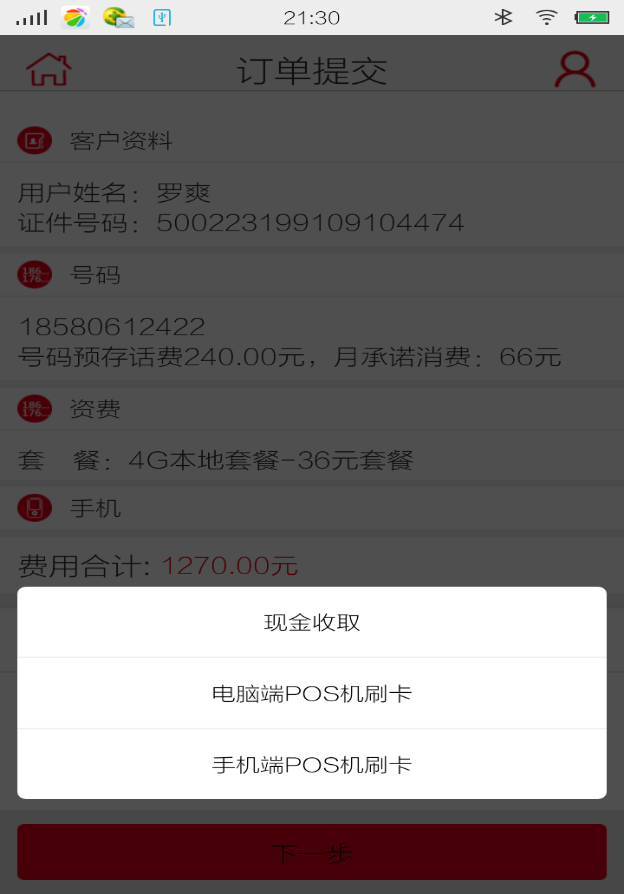 21:30
订单提交
客户资料
用户姓名：罗爽
证件号码：500223199109104474
186...
176...
号码
18580612422
号码预存话费240.00元，月承诺消费：66元
186...
176...
资费
套 餐：4G本地套餐-36元套餐
手机
费用合计: 1270.00元
现金收取
电脑端POS机刷卡
手机端POS机刷卡
下一步